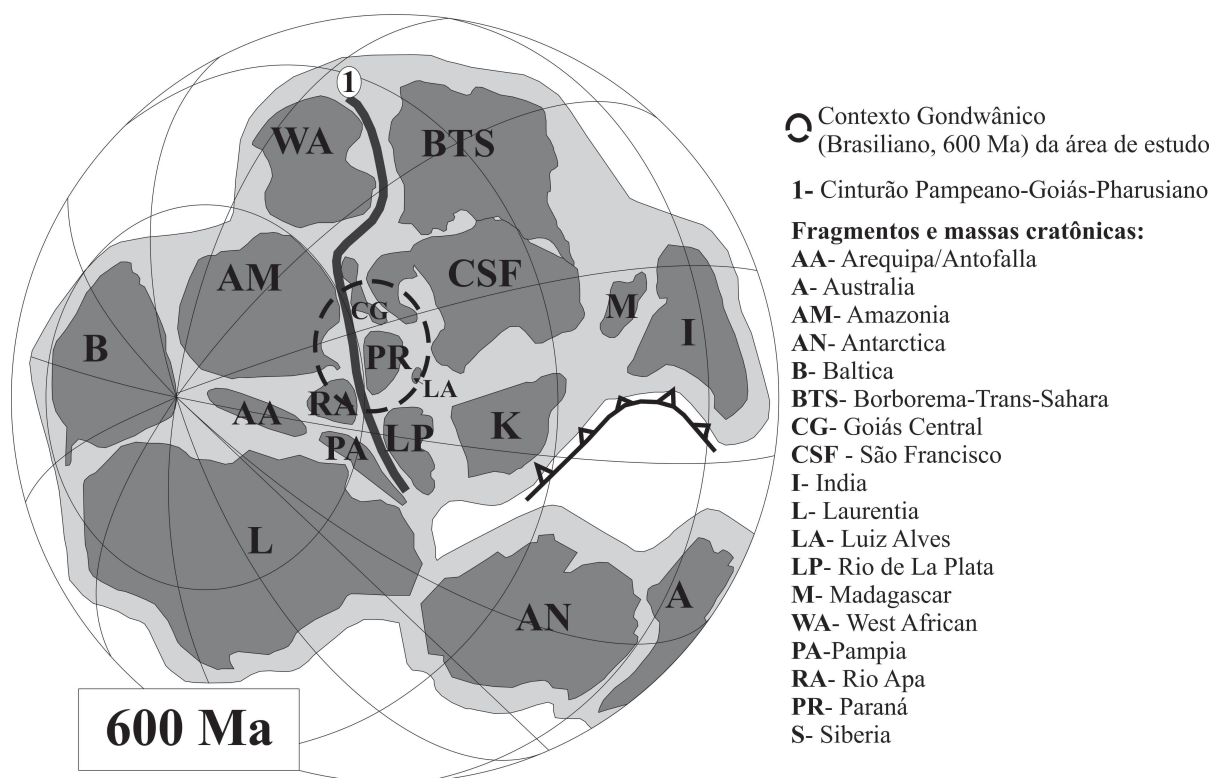 1
WA
BTS
AM
CSF
CG
M
I
B
PR
LA
RA
AA
LP
K
PA
L
AN
A
600 Ma
Contexto Gondwânico
(Brasiliano, 600 Ma) da área de estudo
1- Cinturão Pampeano-Goiás-Pharusiano
Fragmentos e massas cratônicas:
AA- Arequipa/Antofalla
A- Australia
AM- Amazonia
AN- Antarctica
B- Baltica
BTS- Borborema-Trans-Sahara
CG- Goiás Central
CSF - São Francisco
I- India
L- Laurentia
LA- Luiz Alves
LP- Rio de La Plata
M- Madagascar
WA- West African
PA-Pampia
RA- Rio Apa
PR- Paraná
S- Siberia